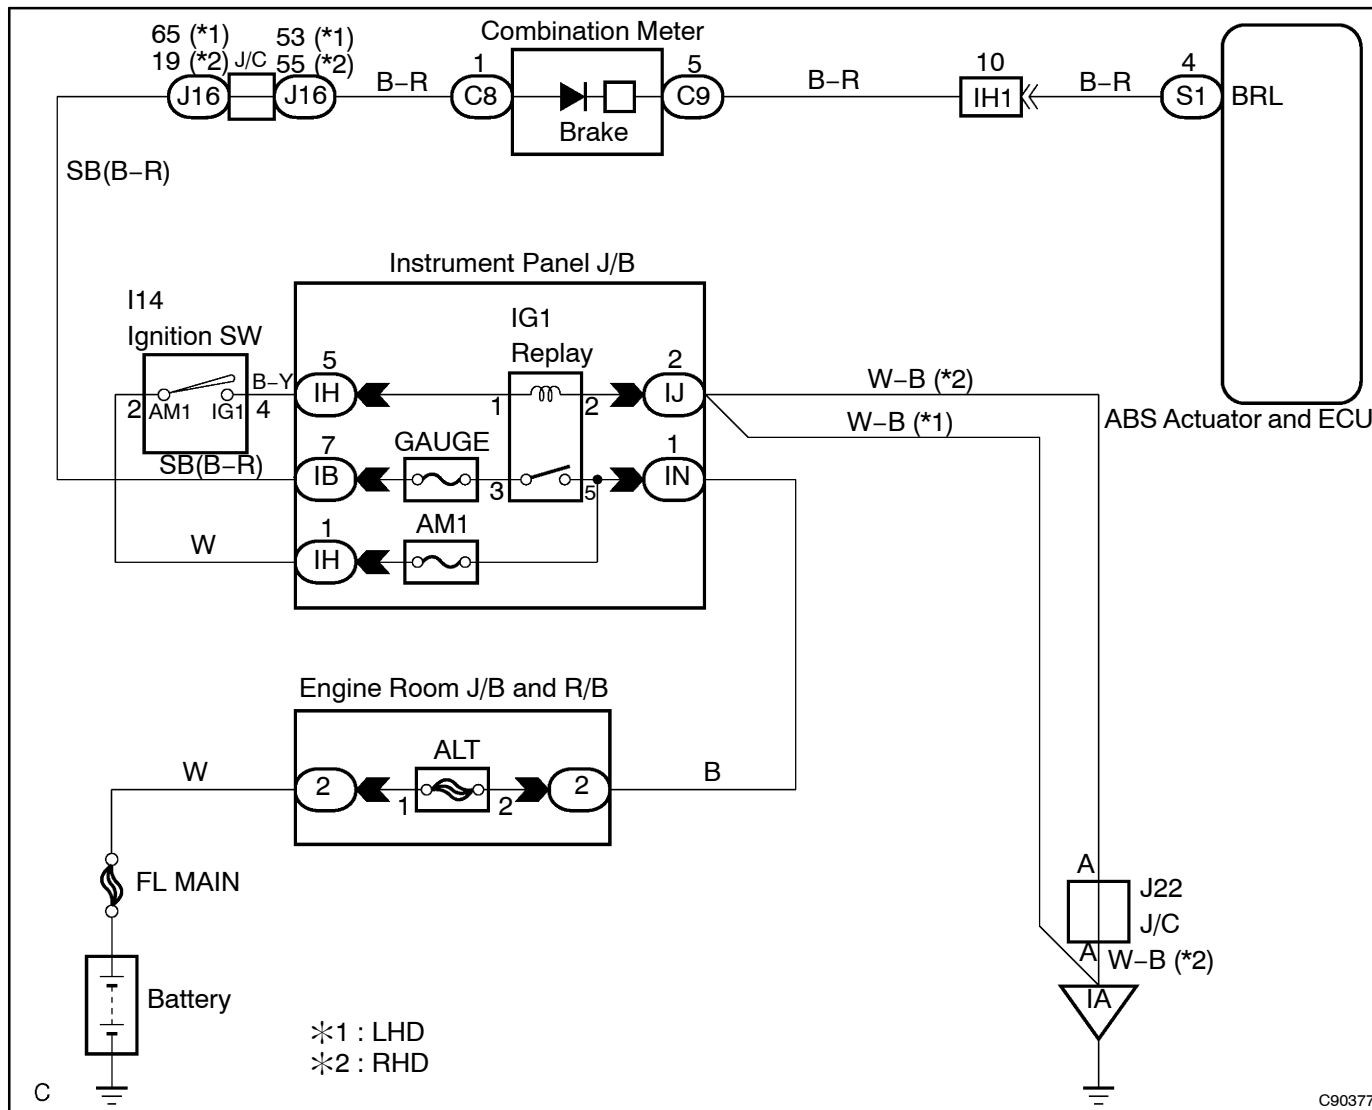 65 (*1)
19 (*2)
J/C
53 (*1)
55 (*2)
J16
J16
B–R
Combination Meter
1
C8
Brake
5
C9
B–R
10
IH1
B–R
4
S1
BRL
ABS Actuator and ECU
SB(B–R)
Instrument Panel J/B
I14
Ignition SW
2
AM1
IG1
4
B–Y
5
IH
IG1
Replay
1
2
2
IJ
W–B (*2)
W–B (*1)
SB(B–R)
7
IB
GAUGE
3
5
1
IN
W
1
IH
AM1
Engine Room J/B and R/B
W
2
ALT
1
2
2
B
FL MAIN
Battery
A
J22
J/C
A
W–B (*2)
IA
*1 : LHD
*2 : RHD
C
C90377